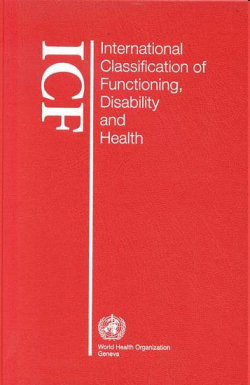 ICF
International
Classification of
Functioning,
Disability
and
Health
World Health Organization
Geneva